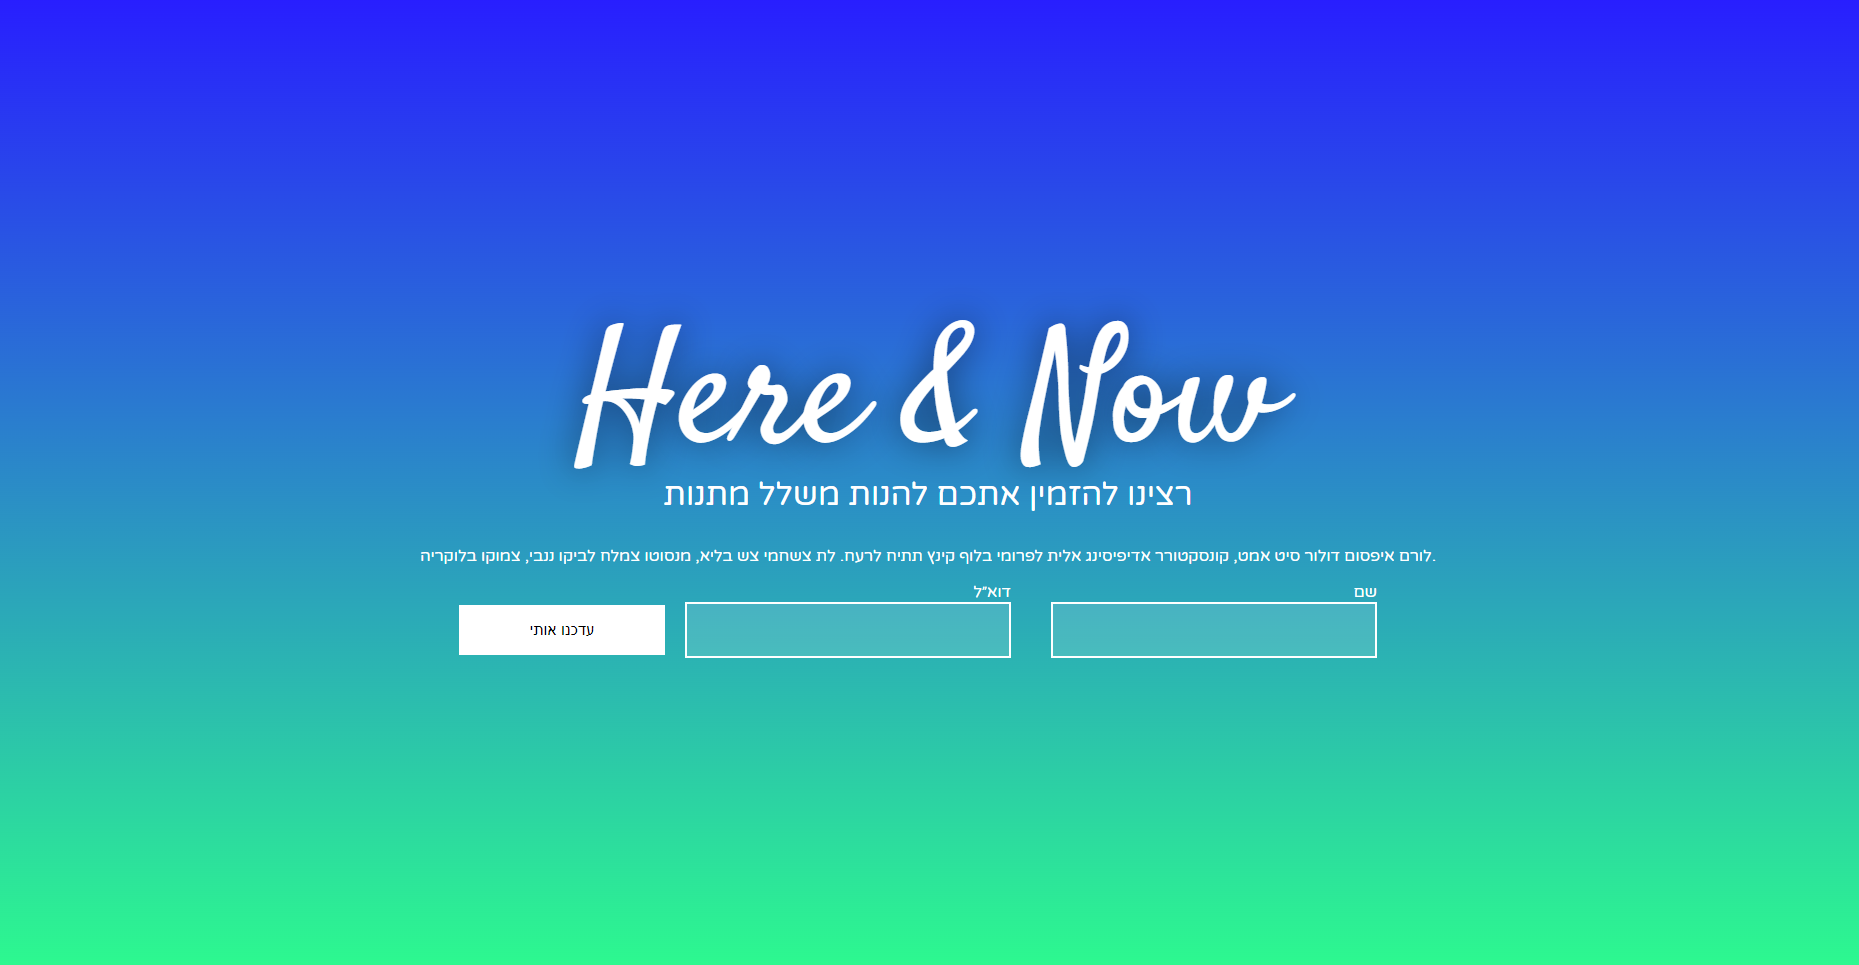 Here & Now
רצינו להזמין אתכם להנות משלל מתנות
לורם איפסום דולור סיט אמט, קונסקטורר אדיפיסינג אלית לפרומי בלוף קינץ תתיח לרעח. לת צשחמי צש בליא, מנסוטו צמלח לביקו ננבי, צמוקו בלוקריה.
שם
דוא״ל
עדכנו אותי